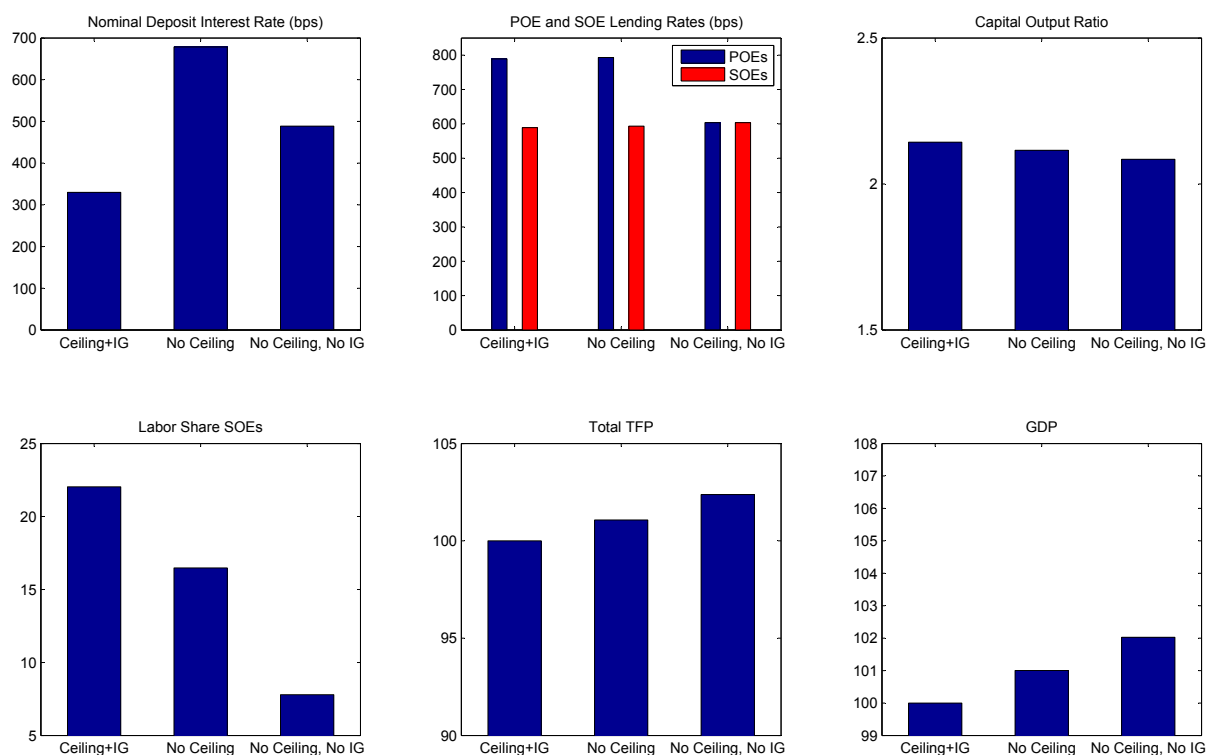 Nominal Deposit Interest Rate (bps)
700
600
500
400
300
200
100
0
Ceiling+IG No Ceiling No Ceiling, No IG
POE and SOE Lending Rates (bps)
800
700
600
500
400
300
200
100
0
POEs
SOEs
Ceiling+IG No Ceiling No Ceiling, No IG
Capital Output Ratio
2.5
2
1.5
Ceiling+IG No Ceiling No Ceiling, No IG
Labor Share SOEs
25
20
15
10
5
Ceiling+IG No Ceiling No Ceiling, No IG
Total TFP
105
100
95
90
Ceiling+IG No Ceiling No Ceiling, No IG
GDP
108
107
106
105
104
103
102
101
100
99
Ceiling+IG No Ceiling No Ceiling, No IG